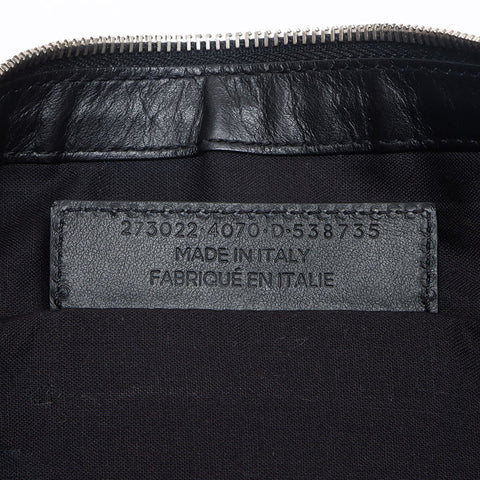 273022·4070·D·538735
MADE IN ITALY
FABRIQUÉ EN ITALIE